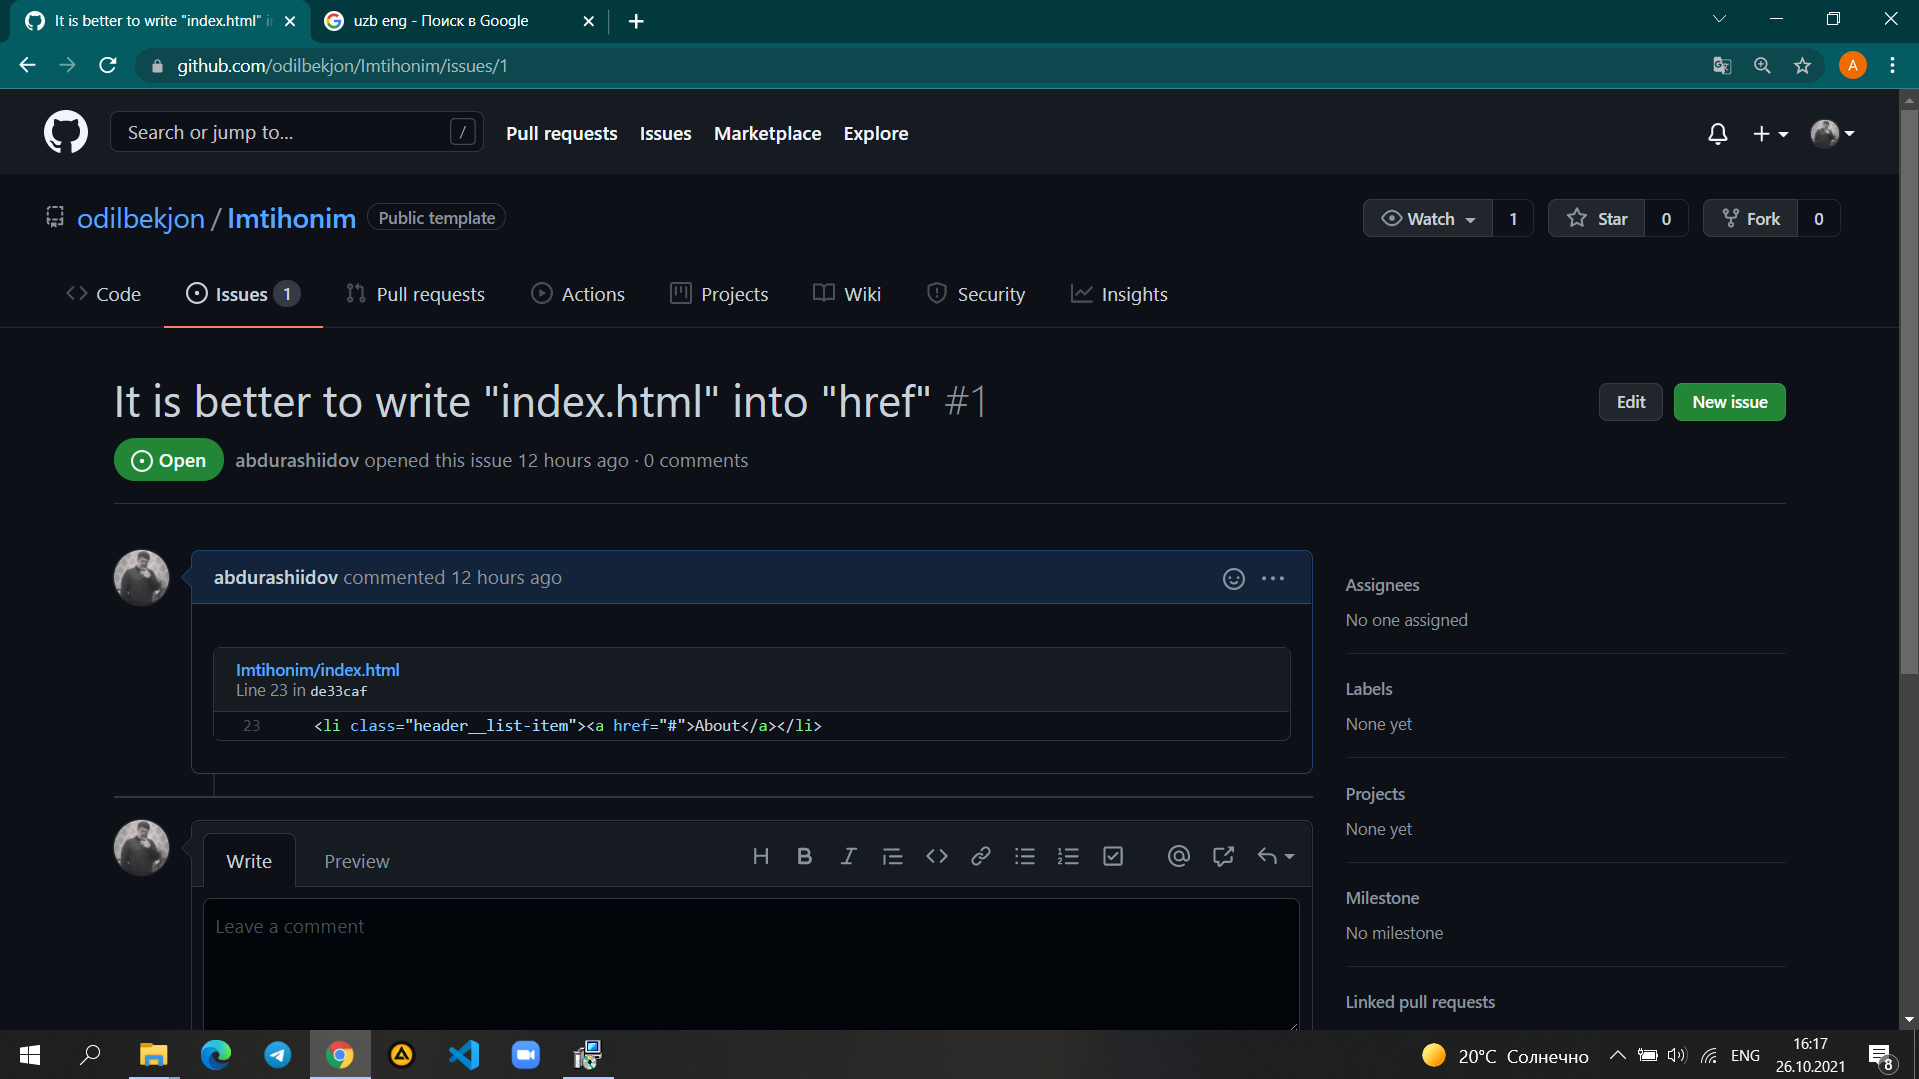 It is better to write "index.html" i
uzb eng - Поиск в Google
github.com/odilbekjon/Imtihonim/issues/1
A
Search or jump to...
/
Pull requests
Issues
Marketplace
Explore
odilbekjon / Imtihonim
Public template
Watch 1
Star 0
Fork 0
Code
Issues 1
Pull requests
Actions
Projects
Wiki
Security
Insights
It is better to write "index.html" into "href" #1
Edit
New issue
Open
abdurashiidov opened this issue 12 hours ago · 0 comments
abdurashiidov commented 12 hours ago
Imtihonim/index.html
Line 23 in de33caf
23 <li class="header__list-item"><a href="#">About</a></li>
Assignees
No one assigned
Labels
None yet
Projects
None yet
Milestone
No milestone
Linked pull requests
Write
Preview
Leave a comment
20°C Солнечно
ENG
16:17
26.10.2021
8